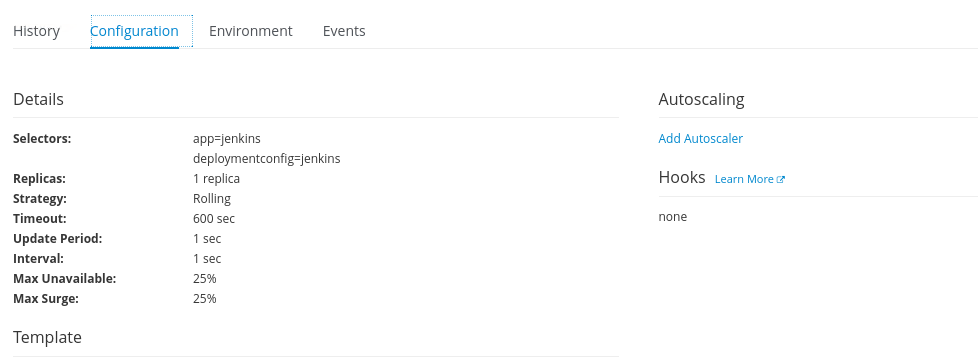 History Configuration Environment Events
Details
Selectors: app=jenkins
deploymentconfig=jenkins
Replicas: 1 replica
Strategy: Rolling
Timeout: 600 sec
Update Period: 1 sec
Interval: 1 sec
Max Unavailable: 25%
Max Surge: 25%
Template
Autoscaling
Add Autoscaler
Hooks Learn More
none